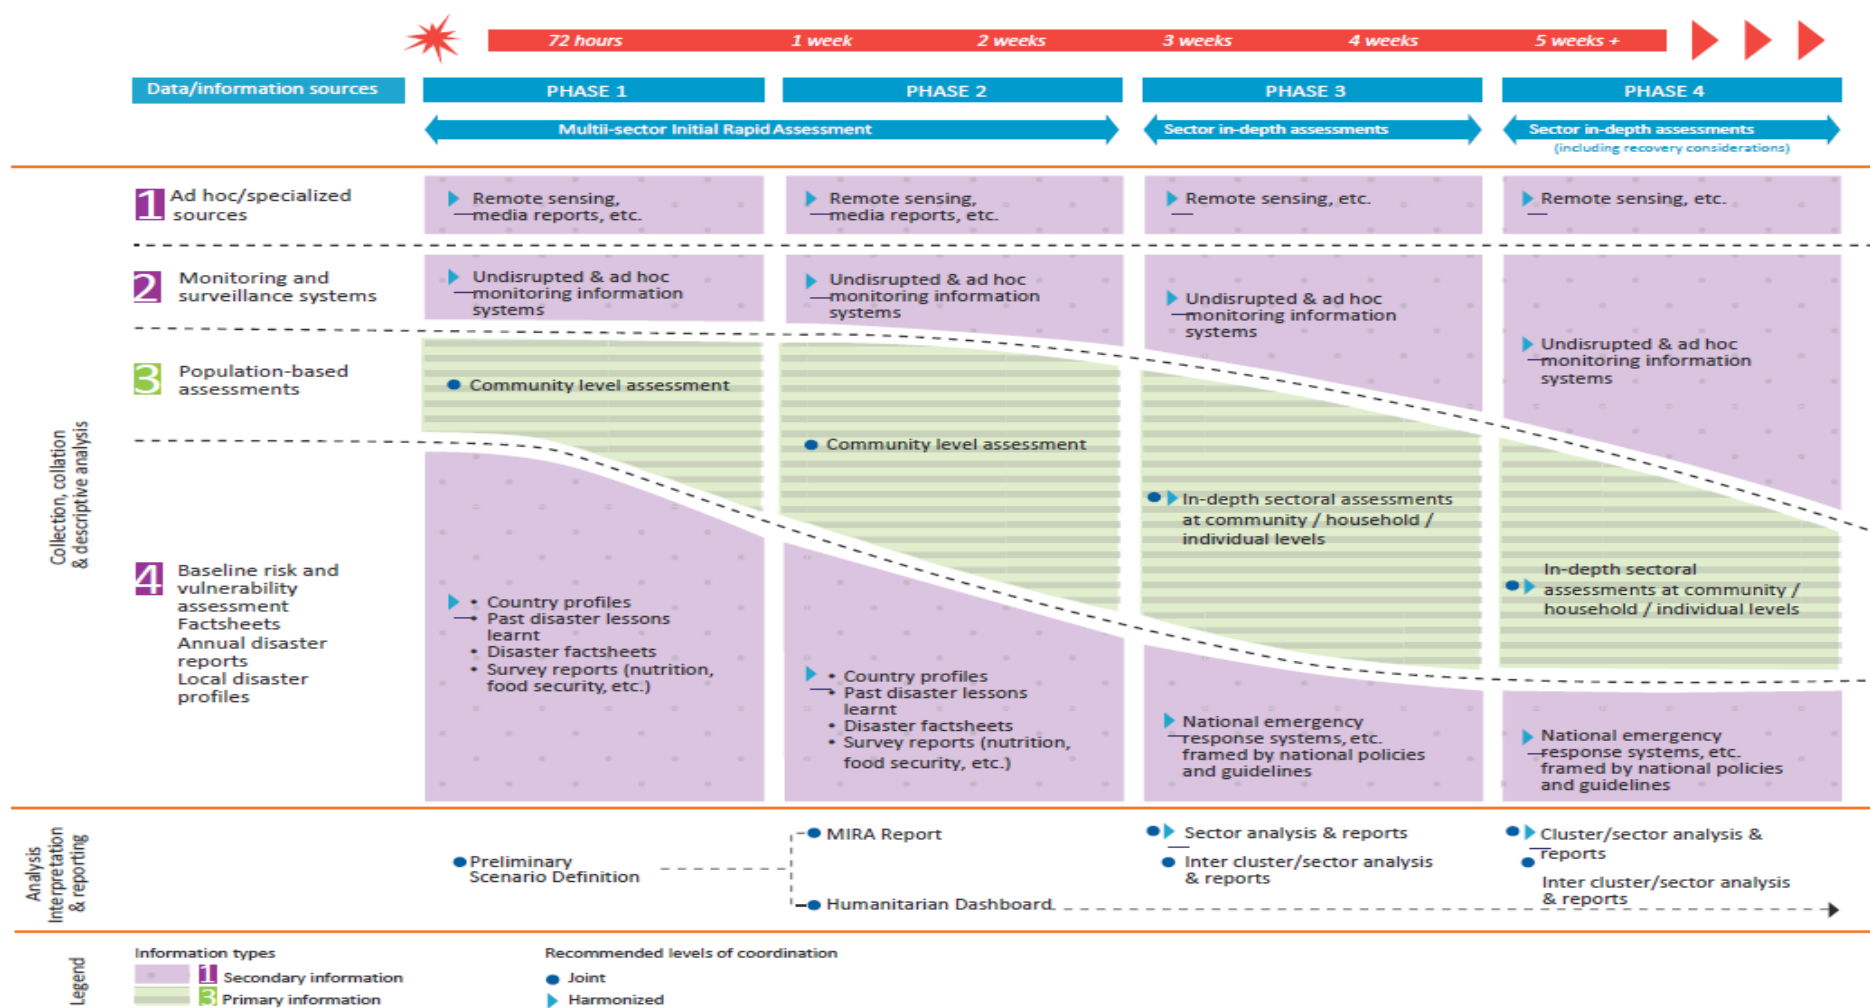 72 hours
1 week
2 weeks
3 weeks
4 weeks
5 weeks +
Data/information sources
PHASE 1
PHASE 2
PHASE 3
PHASE 4
Multii-sector Initial Rapid Assessment
Sector in-depth assessments
Sector in-depth assessments
(including recovery considerations)
Collection, collation
& descriptive analysis
1 Ad hoc/specialized
sources
Remote sensing,
media reports, etc.
Remote sensing,
media reports, etc.
Remote sensing, etc.
Remote sensing, etc.
2 Monitoring and
surveillance systems
Undisrupted & ad hoc
monitoring information
systems
Undisrupted & ad hoc
monitoring information
systems
Undisrupted & ad hoc
monitoring information
systems
Undisrupted & ad hoc
monitoring information
systems
3 Population-based
assessments
Community level assessment
Community level assessment
In-depth sectoral assessments
at community / household /
individual levels
In-depth sectoral
assessments at community /
household / individual levels
4 Baseline risk and
vulnerability
assessment
Factsheets
Annual disaster
reports
Local disaster
profiles
• Country profiles
• Past disaster lessons
learnt
• Disaster factsheets
• Survey reports (nutrition,
food security, etc.)
• Country profiles
• Past disaster lessons
learnt
• Disaster factsheets
• Survey reports (nutrition,
food security, etc.)
National emergency
response systems, etc.
framed by national policies
and guidelines
National emergency
response systems, etc.
framed by national policies
and guidelines
Analysis
Interpretation
& reporting
Preliminary
Scenario Definition
MIRA Report
Humanitarian Dashboard
Sector analysis & reports
Inter cluster/sector analysis
& reports
Cluster/sector analysis &
reports
Inter cluster/sector analysis
& reports
Legend
Information types
1 Secondary information
3 Primary information
Recommended levels of coordination
Joint
Harmonized